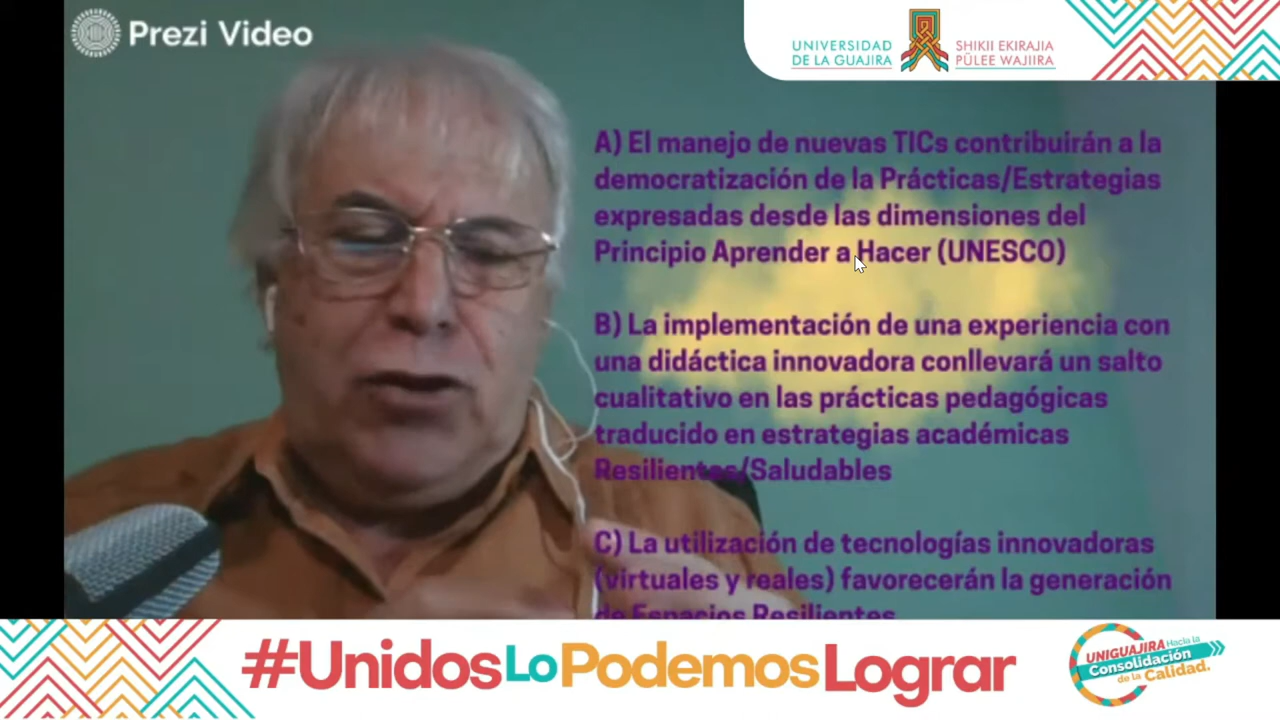 Prezi Video
UNIVERSIDAD
DE LA GUAJIRA
SHIKII EKIRAJIA
PÜLEE WAJIIRA
A) El manejo de nuevas TICs contribuirán a la
democratización de la Prácticas/Estrategias
expresadas desde las dimensiones del
Principio Aprender a Hacer (UNESCO)
B) La implementación de una experiencia con
una didáctica innovadora conllevará un salto
cualitativo en las prácticas pedagógicas
traducido en estrategias académicas
Resilientes/Saludables
C) La utilización de tecnologías innovadoras
(virtuales y reales) favorecerán la generación
de Espacios Resilientes
#UnidosLoPodemosLograr
UNIGUAJIRA Hacia la
Consolidación
de la Calidad.